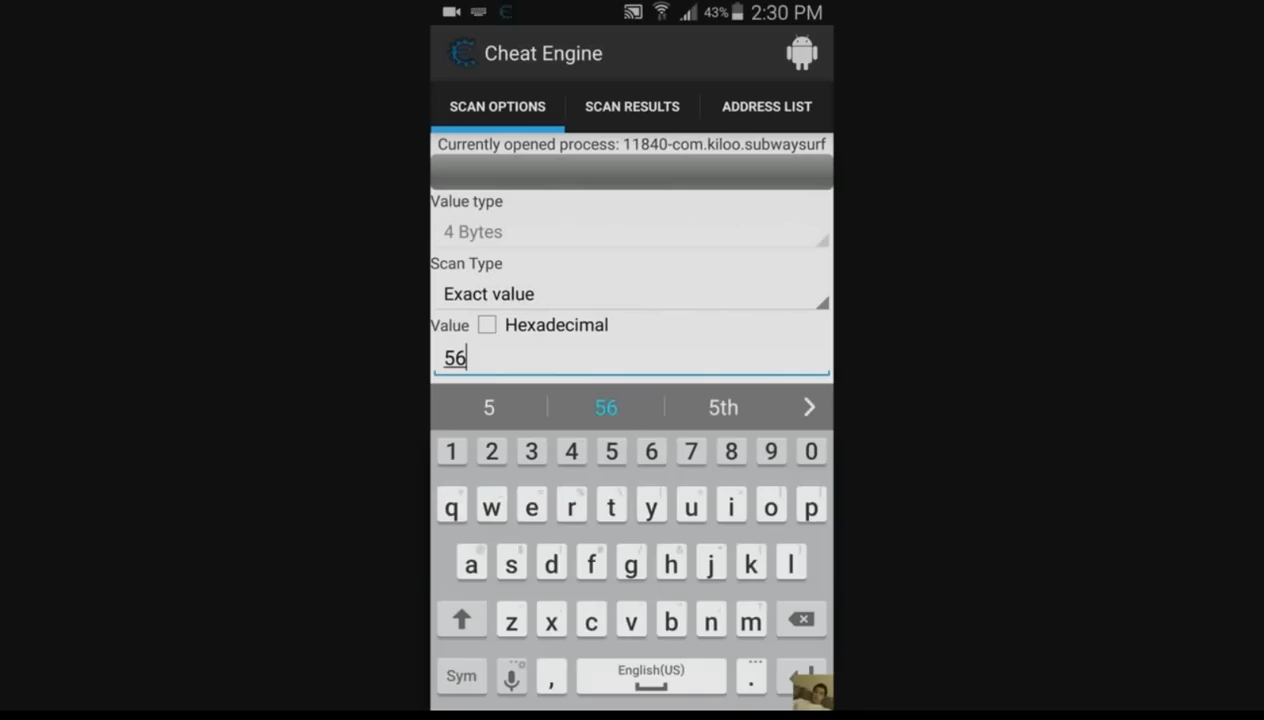 43% 2:30 PM
Cheat Engine
SCAN OPTIONS SCAN RESULTS ADDRESS LIST
Currently opened process: 11840-com.kiloo.subwaysurf
Value type
4 Bytes
Scan Type
Exact value
Value Hexadecimal
56
5 56 5th
1 2 3 4 5 6 7 8 9 0
q w e r t y u i o p
a s d f g h j k l
z x c v b n m
Sym , English(US) .